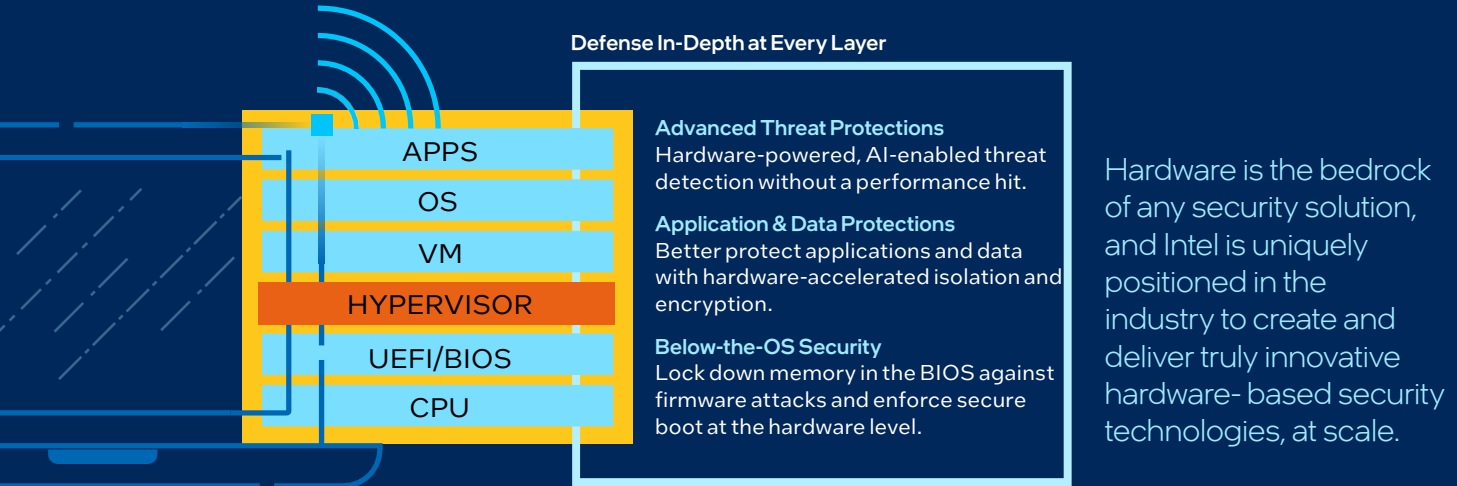 Defense In-Depth at Every Layer
APPS
OS
VM
HYPERVISOR
UEFI/BIOS
CPU
Advanced Threat Protections
Hardware-powered, AI-enabled threat
detection without a performance hit.
Application & Data Protections
Better protect applications and data
with hardware-accelerated isolation and
encryption.
Below-the-OS Security
Lock down memory in the BIOS against
firmware attacks and enforce secure
boot at the hardware level.
Hardware is the bedrock
of any security solution,
and Intel is uniquely
positioned in the
industry to create and
deliver truly innovative
hardware- based security
technologies, at scale.